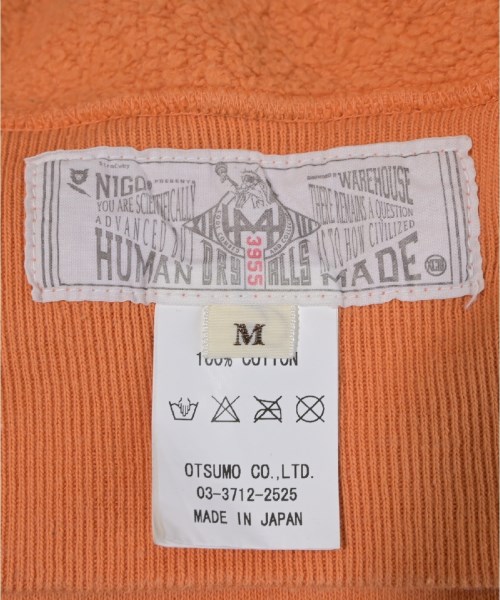 NIGO®
WAREHOUSE
YOU ARE SCIENTIFICALLY
THERE REMAINS A QUESTION
ADVANCED BUT
AS TO HOW CIVILIZED
HUMAN
MADE
DRS
ALLS
3955
M
100% COTTON
OTSUMO CO.,LTD.
03-3712-2525
MADE IN JAPAN